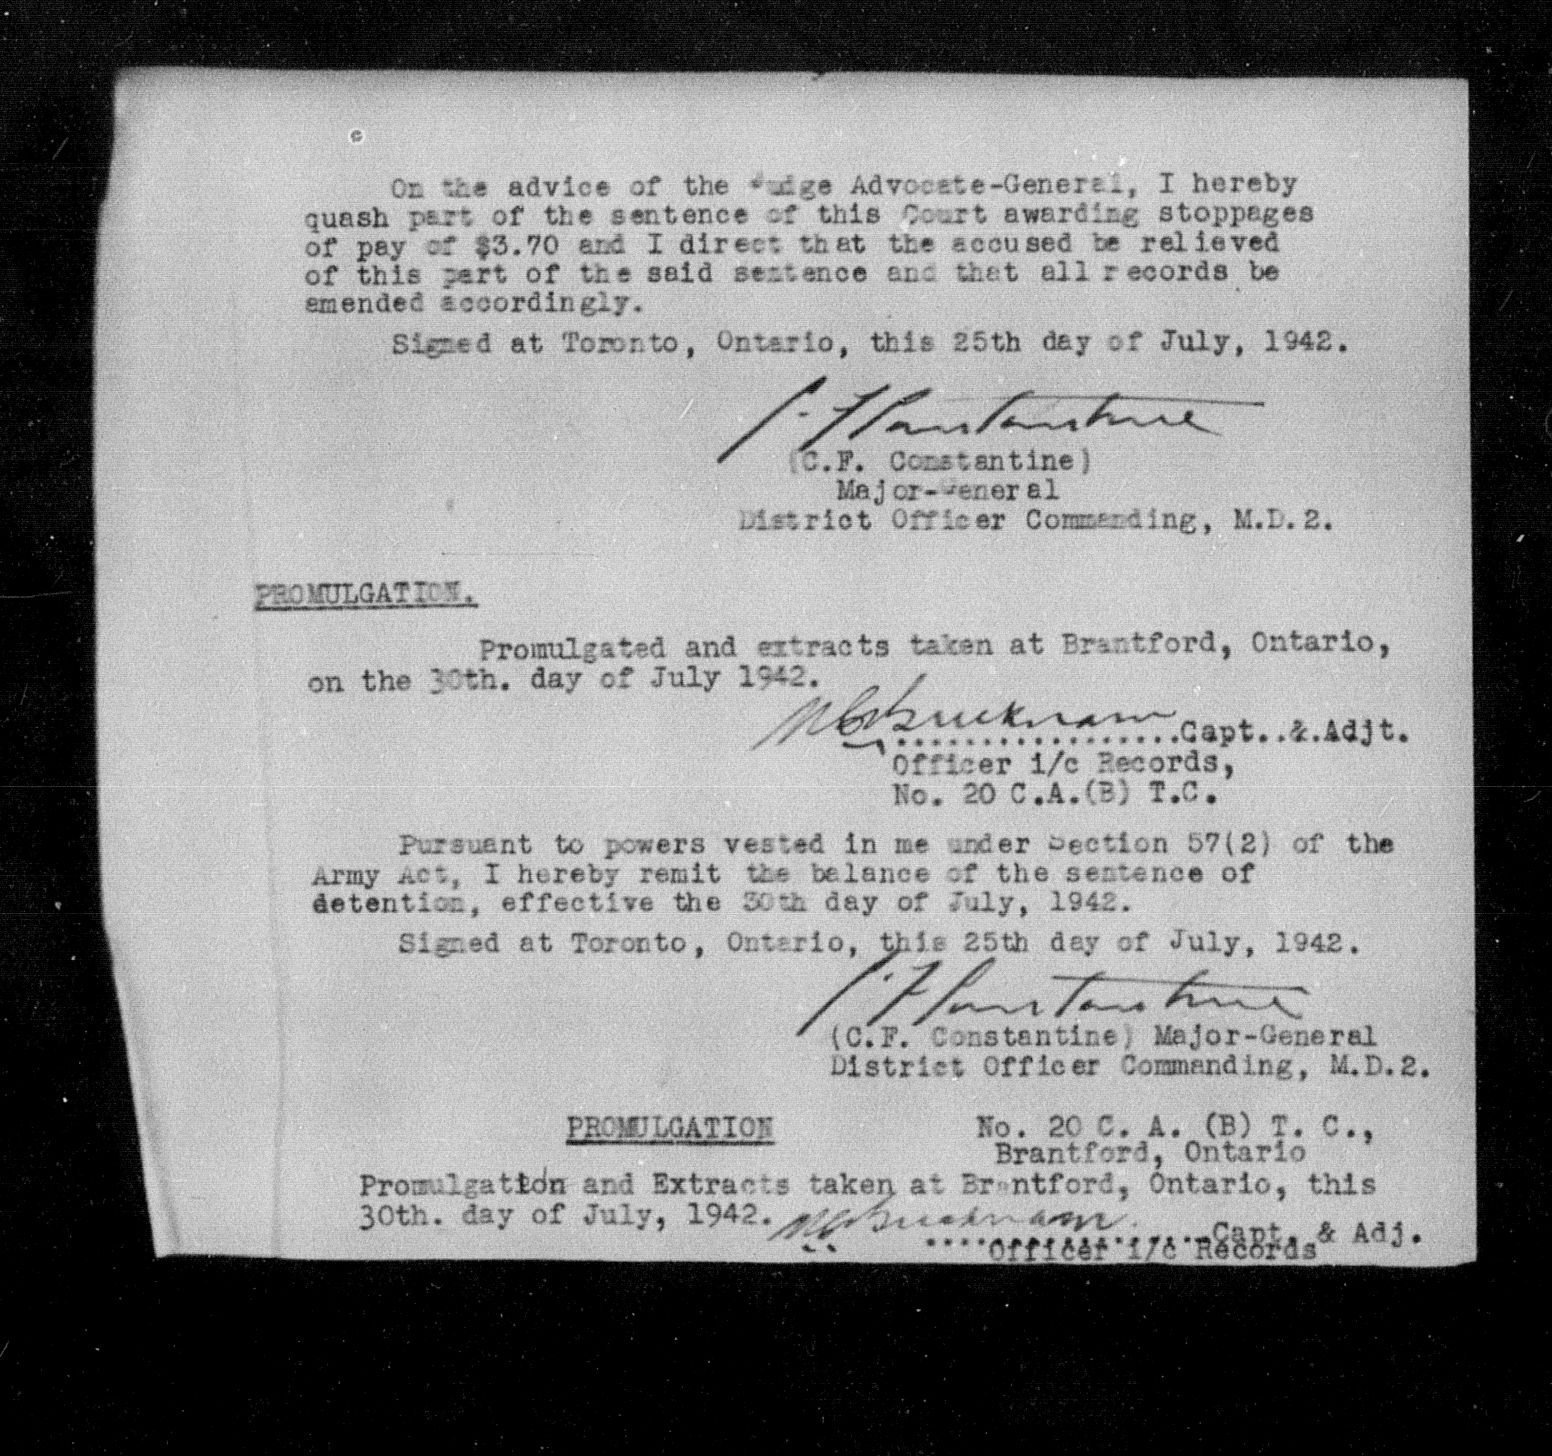 On the advice of the Judge Advocate-General, I hereby
quash part of the sentence of this Court awarding stoppages
of pay of $3.70 and I direct that the accused be relieved
of this part of the said sentence and that all records be
amended accordingly.
Signed at Toronto, Ontario, this 25th day of July, 1942.
C.F. Constantine
(C.F. Constantine)
Major-General
District Officer Commanding, M.D.2.
PROMULGATION.
Promulgated and extracts taken at Brantford, Ontario,
on the 30th. day of July 1942.
.................Capt..&.Adjt.
Officer i/c Records,
No. 20 C.A.(B) T.C.
Pursuant to powers vested in me under Section 57(2) of the
Army Act, I hereby remit the balance of the sentence of
detention, effective the 30th day of July, 1942.
Signed at Toronto, Ontario, this 25th day of July, 1942.
C.F. Constantine
(C.F. Constantine) Major-General
District Officer Commanding, M.D.2.
PROMULGATION No. 20 C. A. (B) T. C.,
Brantford, Ontario
Promulgation and Extracts taken at Brantford, Ontario, this
30th. day of July, 1942.
.................Capt. & Adj.
Officer i/c Records